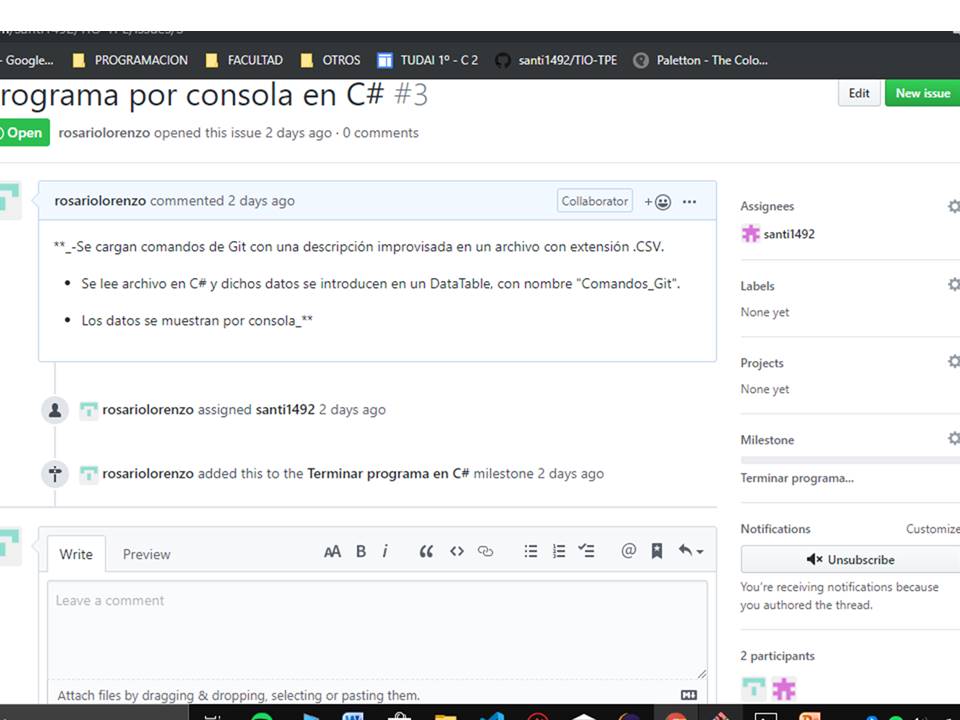 - Google...
PROGRAMACION
FACULTAD
OTROS
TUDAI 1º - C 2
santi1492/TIO-TPE
Paletton - The Colo...
rograma por consola en C# #3
Edit
New issue
Open
rosariolorenzo opened this issue 2 days ago · 0 comments
rosariolorenzo commented 2 days ago
Collaborator
**_-Se cargan comandos de Git con una descripción improvisada en un archivo con extensión .CSV.
• Se lee archivo en C# y dichos datos se introducen en un DataTable, con nombre "Comandos_Git".
• Los datos se muestran por consola_**
rosariolorenzo assigned santi1492 2 days ago
rosariolorenzo added this to the Terminar programa en C# milestone 2 days ago
Write
Preview
Leave a comment
Attach files by dragging & dropping, selecting or pasting them.
Assignees
santi1492
Labels
None yet
Projects
None yet
Milestone
Terminar programa...
Notifications
Customize
Unsubscribe
You're receiving notifications because
you authored the thread.
2 participants